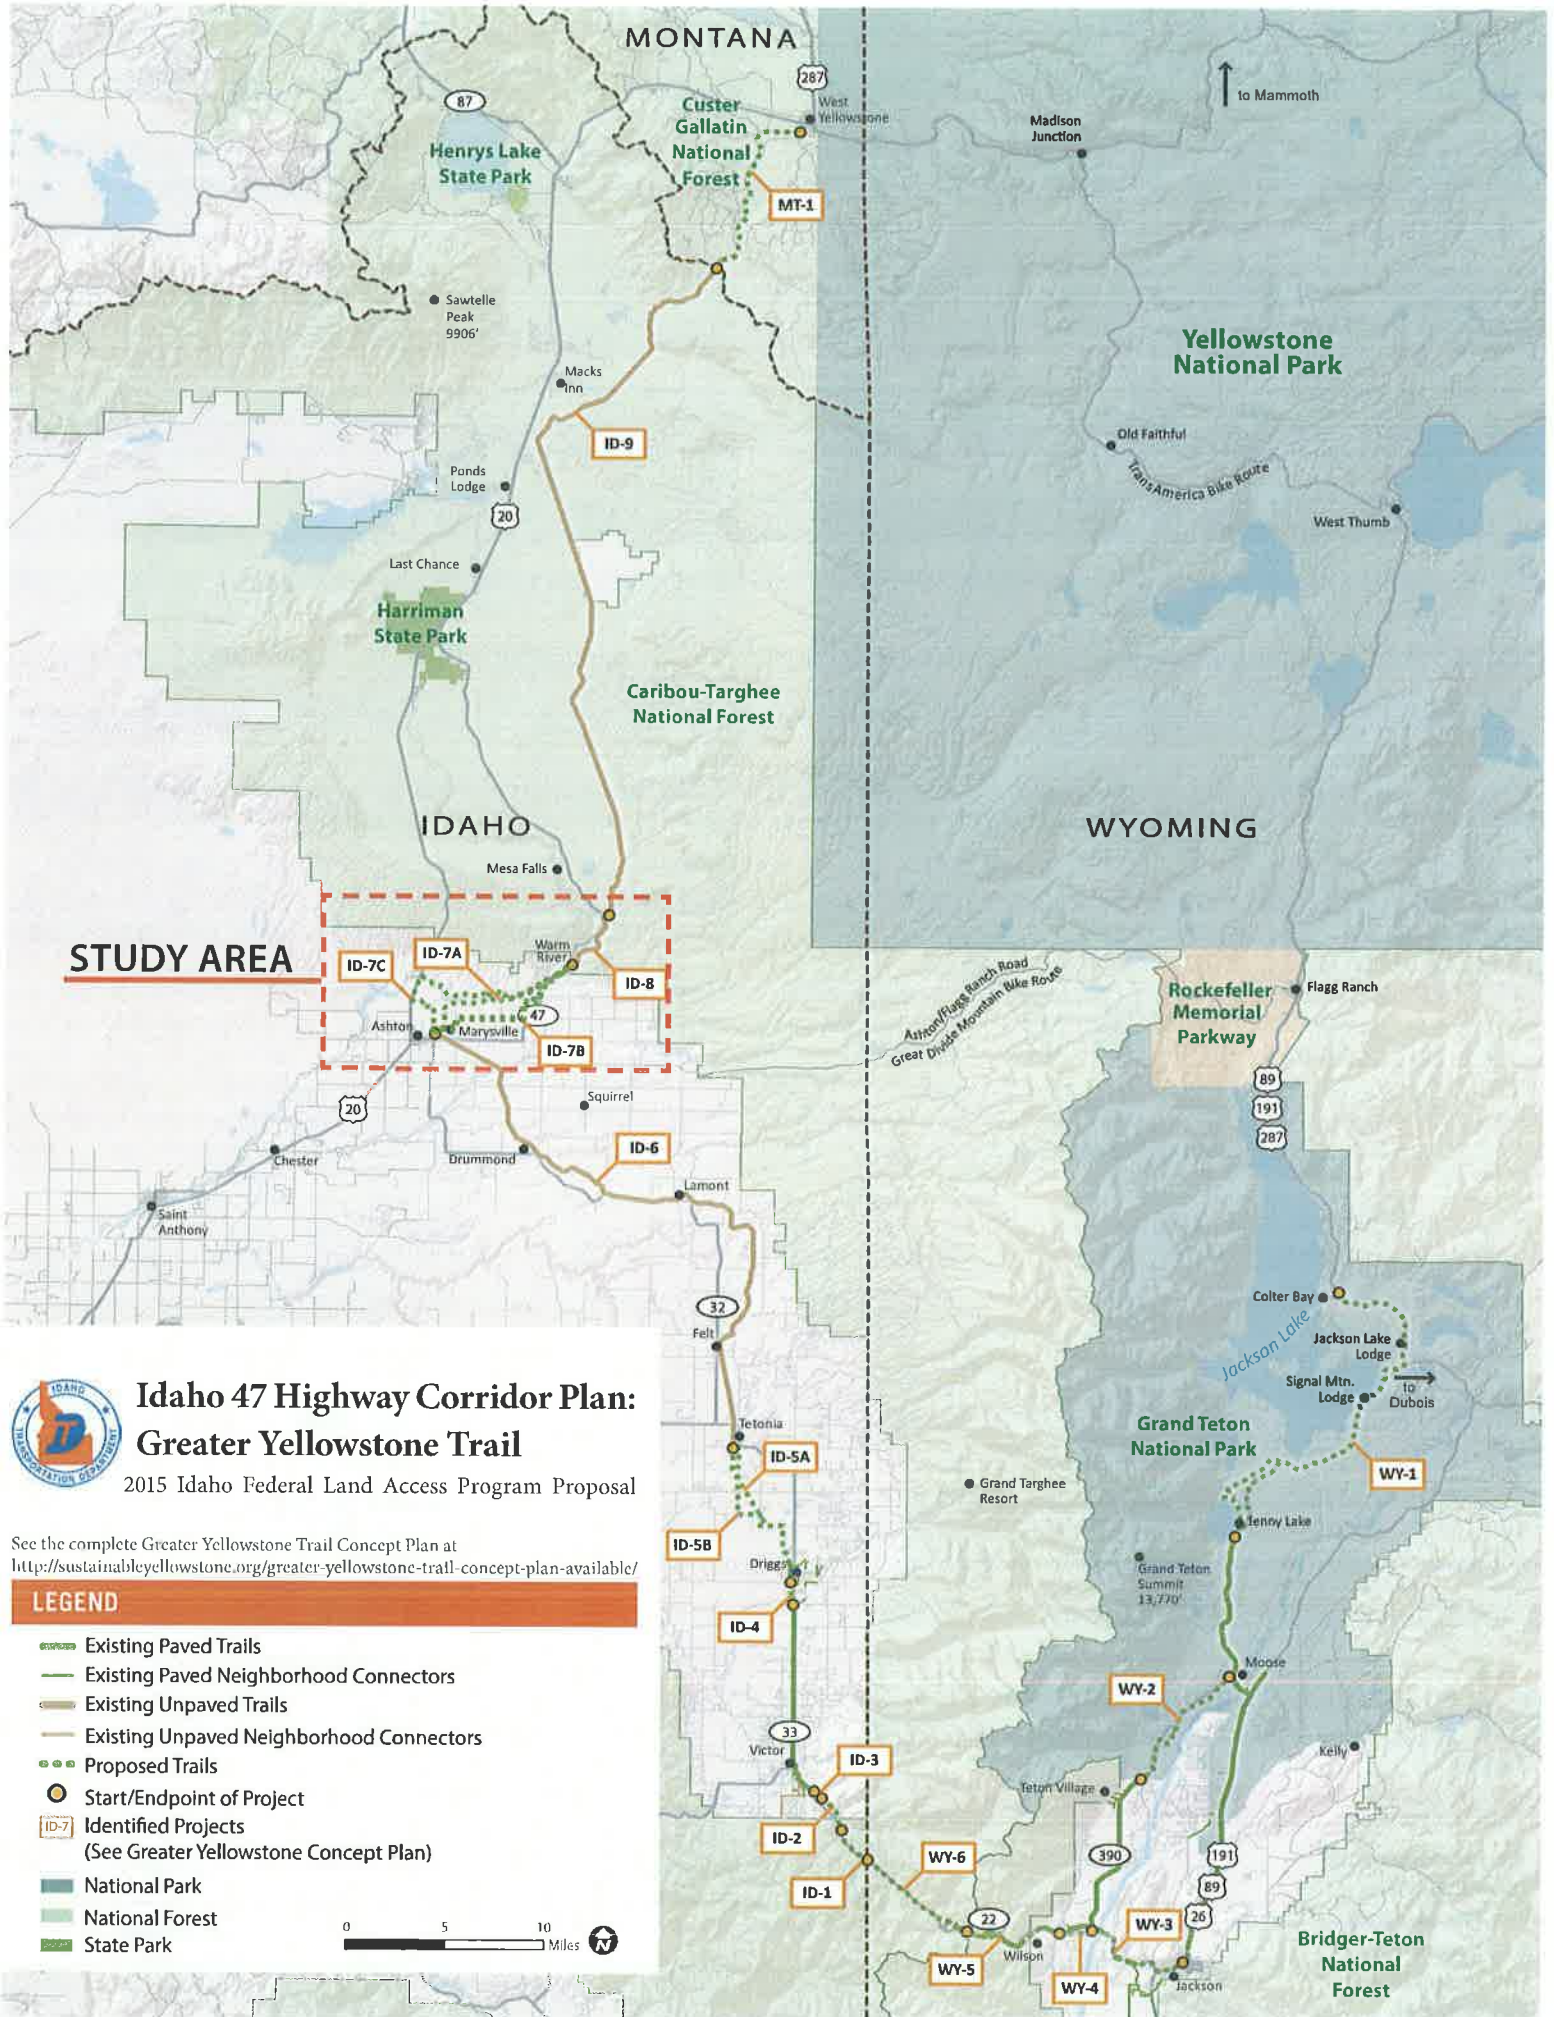 MONTANA
287
West
Yellowstone
to Mammoth
87
Custer
Gallatin
National
Forest
Madison
Junction
Henrys Lake
State Park
MT-1
Sawtelle
Peak
9906'
Yellowstone
National Park
Macks
Inn
ID-9
Old Faithful
TransAmerica Bike Route
Ponds
Lodge
20
West Thumb
Last Chance
Harriman
State Park
Caribou-Targhee
National Forest
IDAHO
WYOMING
Mesa Falls
STUDY AREA
ID-7C
ID-7A
Warm
River
ID-8
47
Ashton
Marysville
ID-7B
Ashton/Flagg Ranch Road
Great Divide Mountain Bike Route
Rockefeller
Memorial
Parkway
Flagg Ranch
89
191
287
20
Squirrel
Chester
Drummond
ID-6
Lamont
Saint
Anthony
32
Felt
Colter Bay
Jackson Lake
Jackson Lake
Lodge
Signal Mtn.
Lodge
to
Dubois
Grand Teton
National Park
WY-1
Tetonia
ID-5A
Grand Targhee
Resort
ID-5B
Jenny Lake
Driggs
Grand Teton
Summit
13,770'
ID-4
Moose
WY-2
33
Victor
ID-3
Kelly
Teton Village
ID-2
WY-6
390
191
89
26
ID-1
22
WY-3
Wilson
WY-5
WY-4
Jackson
Bridger-Teton
National
Forest
IDAHO
TRANSPORTATION DEPARTMENT
Idaho 47 Highway Corridor Plan:
Greater Yellowstone Trail
2015 Idaho Federal Land Access Program Proposal
See the complete Greater Yellowstone Trail Concept Plan at
http://sustainableyellowstone.org/greater-yellowstone-trail-concept-plan-available/
LEGEND
Existing Paved Trails
Existing Paved Neighborhood Connectors
Existing Unpaved Trails
Existing Unpaved Neighborhood Connectors
Proposed Trails
Start/Endpoint of Project
ID-7
Identified Projects
(See Greater Yellowstone Concept Plan)
National Park
National Forest
State Park
0 5 10
Miles
N